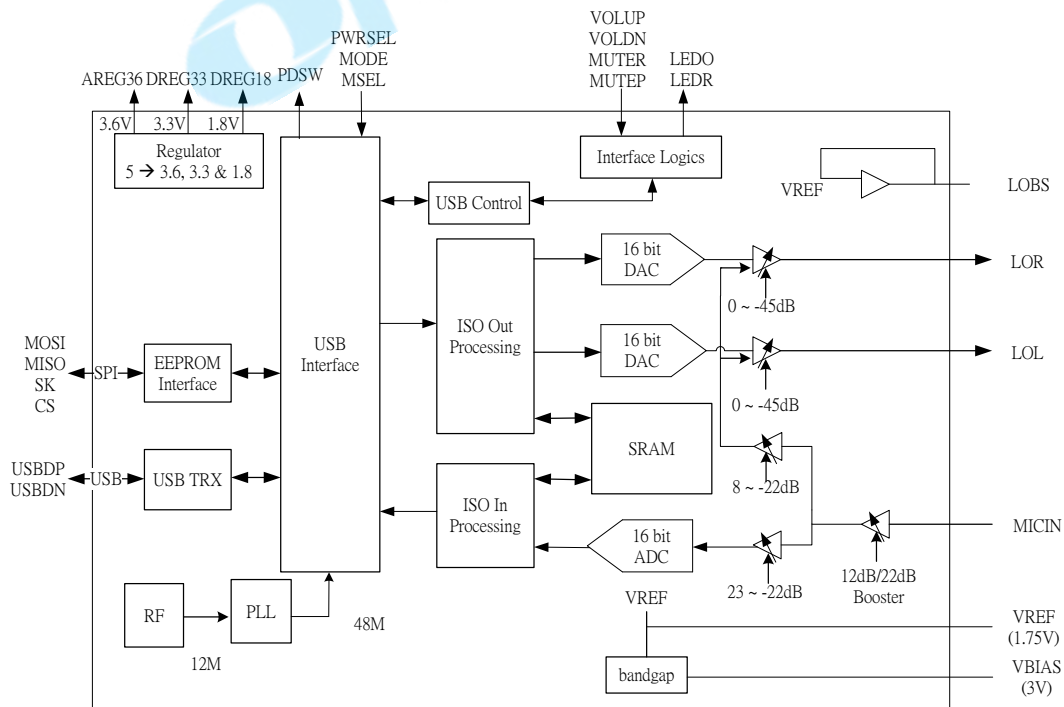 VOLUP
VOLDN
MUTER
MUTEP
PWRSEL
MODE
MSEL
LEDO
LEDR
AREG36
DREG33
DREG18
PDSW
3.6V
3.3V
1.8V
Regulator
5 → 3.6, 3.3 & 1.8
Interface Logics
VREF
LOBS
USB Control
16 bit
DAC
LOR
0 ~ -45dB
ISO Out
Processing
USB
Interface
16 bit
DAC
LOL
0 ~ -45dB
MOSI
MISO
SK
CS
SPI
EEPROM
Interface
SRAM
8 ~ -22dB
USBDP
USBDN
USB
USB TRX
ISO In
Processing
16 bit
ADC
23 ~ -22dB
MICIN
12dB/22dB
Booster
RF
12M
PLL
48M
VREF
VREF
(1.75V)
bandgap
VBIAS
(3V)